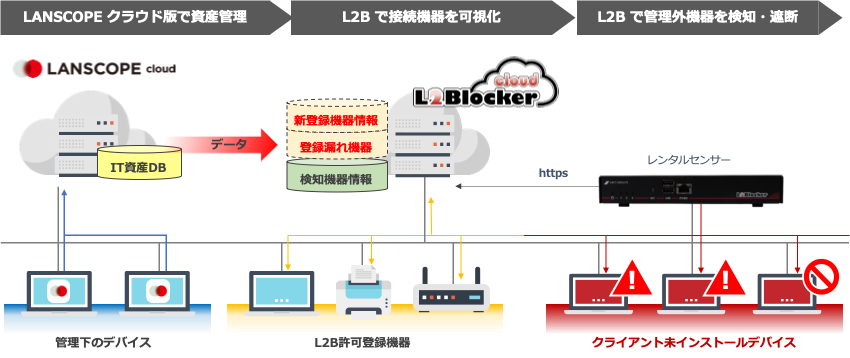 LANSCOPE クラウド版で資産管理
L2B で接続機器を可視化
L2B で管理外機器を検知・遮断
LANSCOPE cloud
cloud
L2Blocker
新登録機器情報
登録漏れ機器
検知機器情報
データ
IT資産DB
https
レンタルセンサー
L2Blocker
管理下のデバイス
L2B許可登録機器
クライアント未インストールデバイス